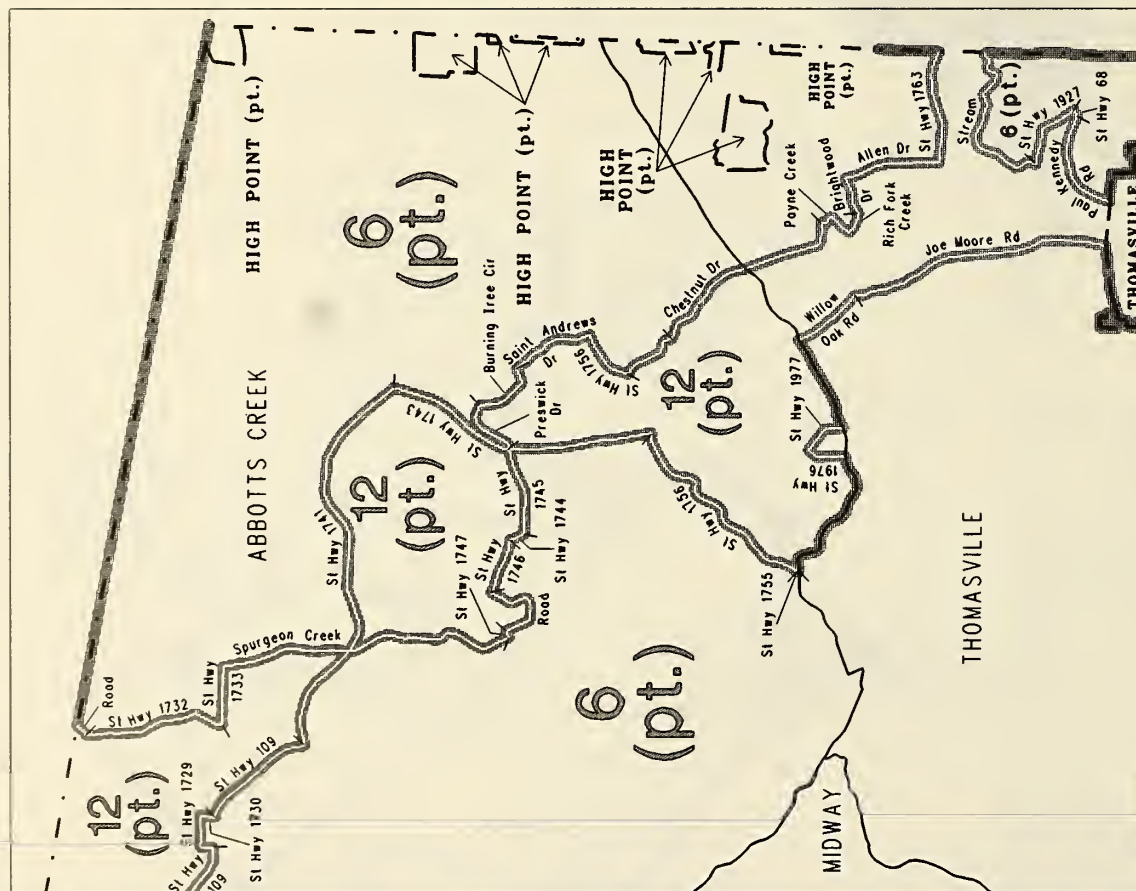 HIGH POINT (pt.)
HIGH POINT (pt.)
HIGH
POINT
(pt.)
HIGH
POINT
(pt.)
6
(pt.)
6 (pt.)
Stream
St Hwy 1927
St Hwy 68
Paul Kennedy
Rd
THOMASVILLE
St Hwy 1763
Allen Dr
Brightwood
Dr
Payne Creek
Rich Fork
Creek
Joe Moore Rd
Willow
Oak Rd
Chestnut Dr
Burning Tree Cir
Saint Andrews
Dr
St Hwy 1756
Preswick
Dr
ABBOTTS CREEK
St Hwy 1743
12
(pt.)
12
(pt.)
St Hwy 1977
St Hwy
1976
St Hwy 1741
St Hwy
1745
St Hwy 1744
St Hwy
1746
St Hwy 1747
Road
St Hwy 1756
St Hwy 1755
THOMASVILLE
Spurgeon Creek
St Hwy
1733
St Hwy 1732
Road
6
(pt.)
St Hwy 109
12
(pt.)
St Hwy 1729
St Hwy 1730
St Hwy
109
MIDWAY